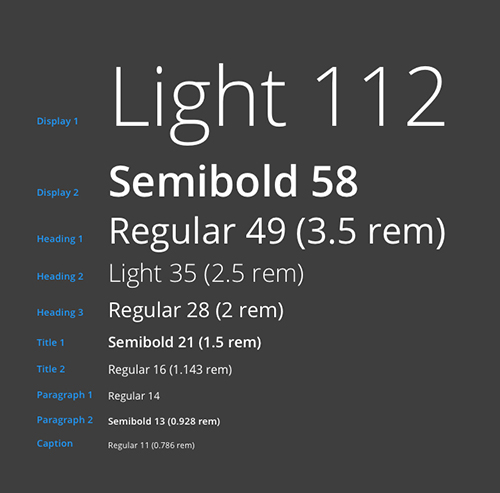 Display 1 Light 112
Display 2 Semibold 58
Heading 1 Regular 49 (3.5 rem)
Heading 2 Light 35 (2.5 rem)
Heading 3 Regular 28 (2 rem)
Title 1 Semibold 21 (1.5 rem)
Title 2 Regular 16 (1.143 rem)
Paragraph 1 Regular 14
Paragraph 2 Semibold 13 (0.928 rem)
Caption Regular 11 (0.786 rem)